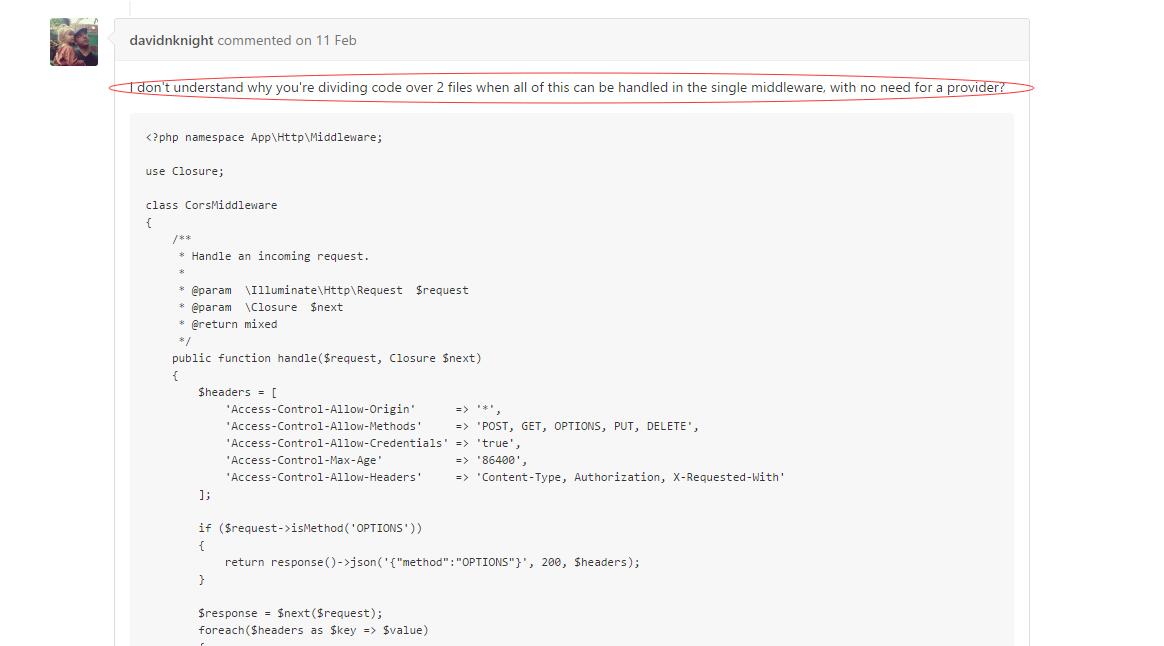 davidnknight commented on 11 Feb
I don't understand why you're dividing code over 2 files when all of this can be handled in the single middleware, with no need for a provider?
<?php namespace App\Http\Middleware;
use Closure;
class CorsMiddleware
{
    /**
     * Handle an incoming request.
     *
     * @param  \Illuminate\Http\Request  $request
     * @param  \Closure  $next
     * @return mixed
     */
    public function handle($request, Closure $next)
    {
        $headers = [
            'Access-Control-Allow-Origin'      => '*',
            'Access-Control-Allow-Methods'     => 'POST, GET, OPTIONS, PUT, DELETE',
            'Access-Control-Allow-Credentials' => 'true',
            'Access-Control-Max-Age'           => '86400',
            'Access-Control-Allow-Headers'     => 'Content-Type, Authorization, X-Requested-With'
        ];
        if ($request->isMethod('OPTIONS'))
        {
            return response()->json('{"method":"OPTIONS"}', 200, $headers);
        }
        $response = $next($request);
        foreach($headers as $key => $value)
        {